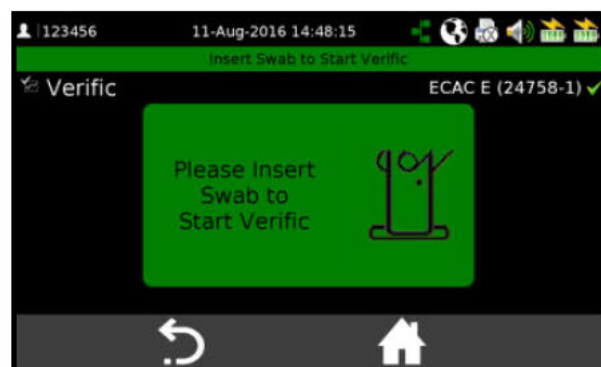 123456 11-Aug-2016 14:48:15
Insert Swab to Start Verific
Verific ECAC E (24758-1)
Please Insert
Swab to
Start Verific